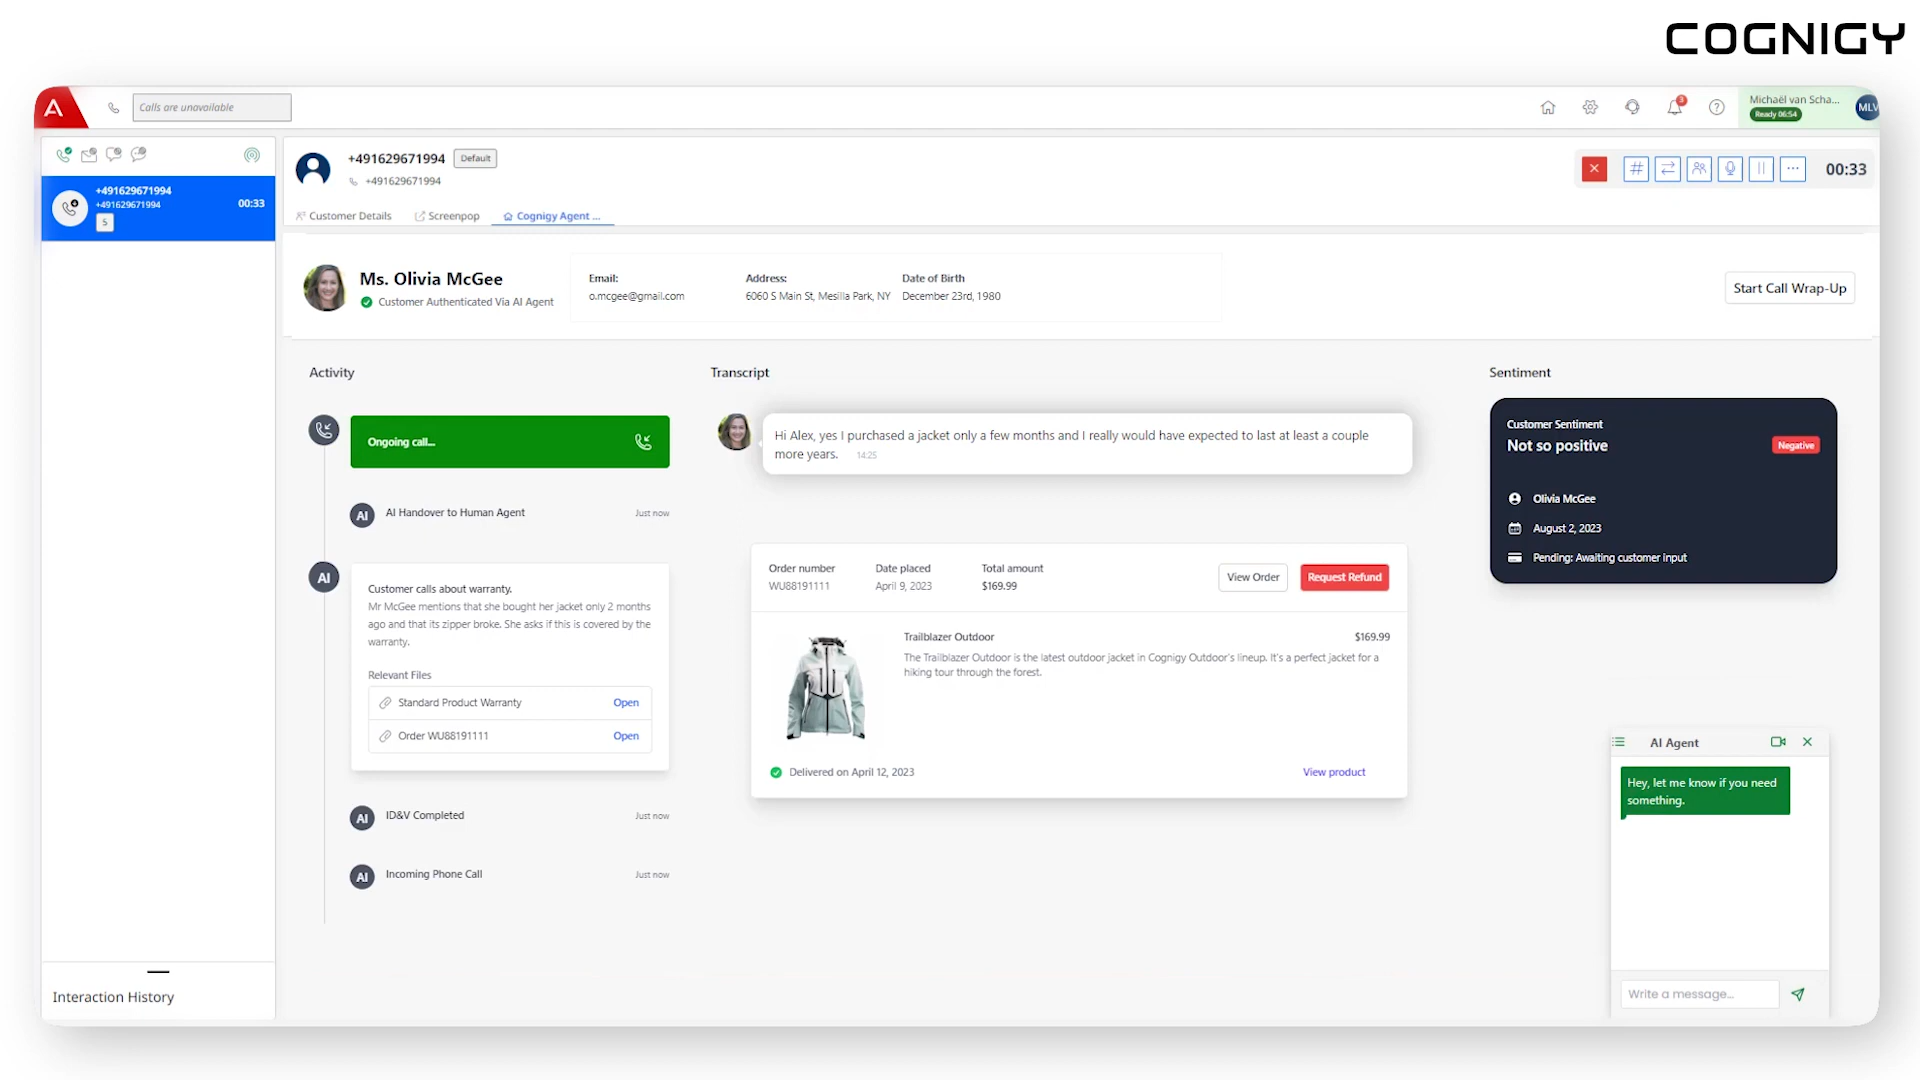 COGNIGY
A
Calls are unavailable
3
Michaël van Scha...
Ready 06:54
MLV
+491629671994
+491629671994
00:33
5
+491629671994
Default
+491629671994
00:33
Customer Details
Screenpop
Cognigy Agent ...
Ms. Olivia McGee
Customer Authenticated Via AI Agent
Email:
o.mcgee@gmail.com
Address:
6060 S Main St, Mesilla Park, NY
Date of Birth
December 23rd, 1980
Start Call Wrap-Up
Activity
Ongoing call...
AI
AI Handover to Human Agent
Just now
AI
Customer calls about warranty.
Mr McGee mentions that she bought her jacket only 2 months
ago and that its zipper broke. She asks if this is covered by the
warranty.
Relevant Files
Standard Product Warranty
Open
Order WU88191111
Open
AI
ID&V Completed
Just now
AI
Incoming Phone Call
Just now
Transcript
Hi Alex, yes I purchased a jacket only a few months and I really would have expected to last at least a couple
more years. 14:25
Order number
WU88191111
Date placed
April 9, 2023
Total amount
$169.99
View Order
Request Refund
Trailblazer Outdoor
$169.99
The Trailblazer Outdoor is the latest outdoor jacket in Cognigy Outdoor's lineup. It's a perfect jacket for a
hiking tour through the forest.
Delivered on April 12, 2023
View product
Sentiment
Customer Sentiment
Not so positive
Negative
Olivia McGee
August 2, 2023
Pending: Awaiting customer input
AI Agent
Hey, let me know if you need
something.
Write a message...
Interaction History